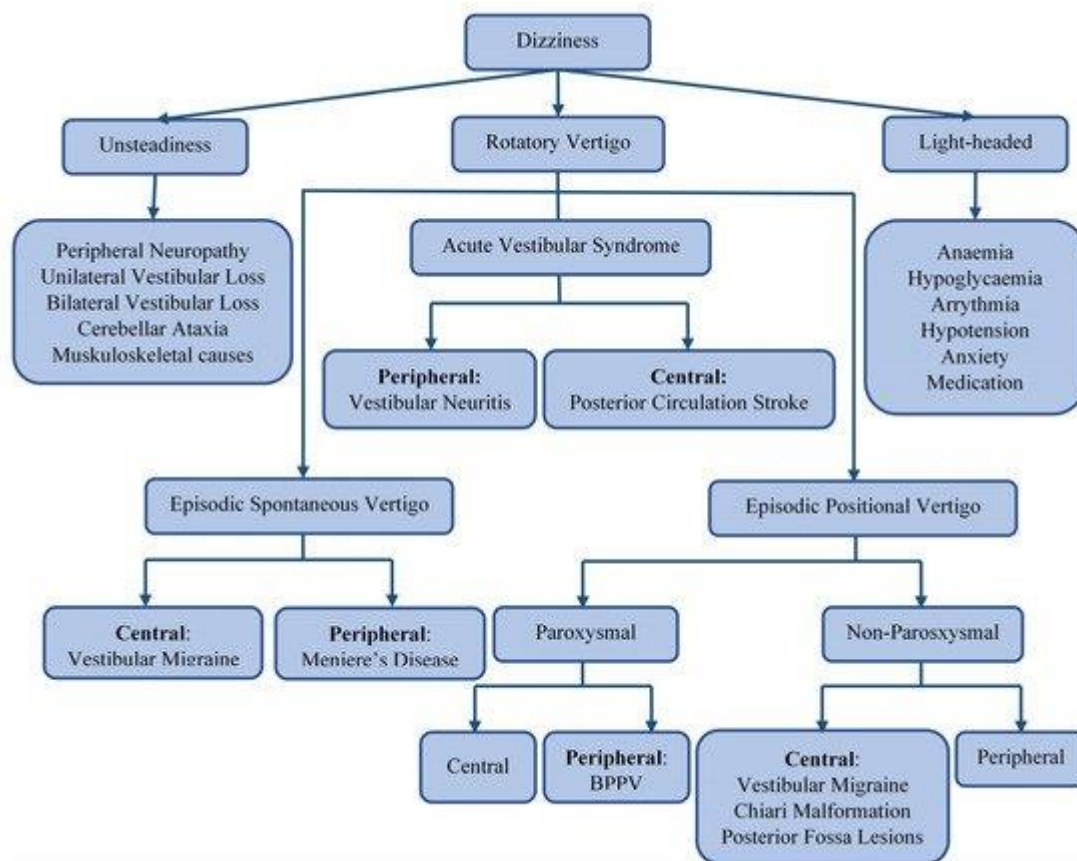 Dizziness
Unsteadiness
Rotatory Vertigo
Light-headed
Peripheral Neuropathy
Unilateral Vestibular Loss
Bilateral Vestibular Loss
Cerebellar Ataxia
Muskuloskeletal causes
Acute Vestibular Syndrome
Anaemia
Hypoglycaemia
Arrythmia
Hypotension
Anxiety
Medication
Peripheral:
Vestibular Neuritis
Central:
Posterior Circulation Stroke
Episodic Spontaneous Vertigo
Episodic Positional Vertigo
Central:
Vestibular Migraine
Peripheral:
Meniere’s Disease
Paroxysmal
Non-Parosxysmal
Central
Peripheral:
BPPV
Central:
Vestibular Migraine
Chiari Malformation
Posterior Fossa Lesions
Peripheral